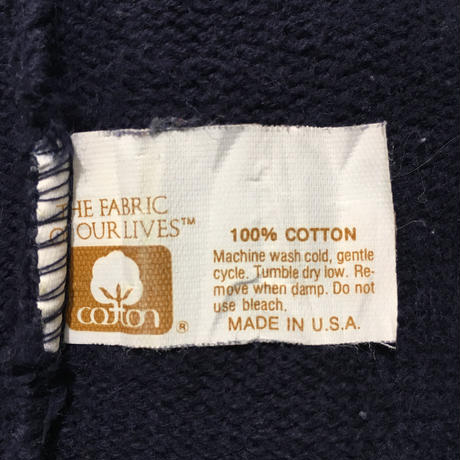 THE FABRIC
OF OUR LIVES™
cotton
®
100% COTTON
Machine wash cold, gentle
cycle. Tumble dry low. Re-
move when damp. Do not
use bleach.
MADE IN U.S.A.